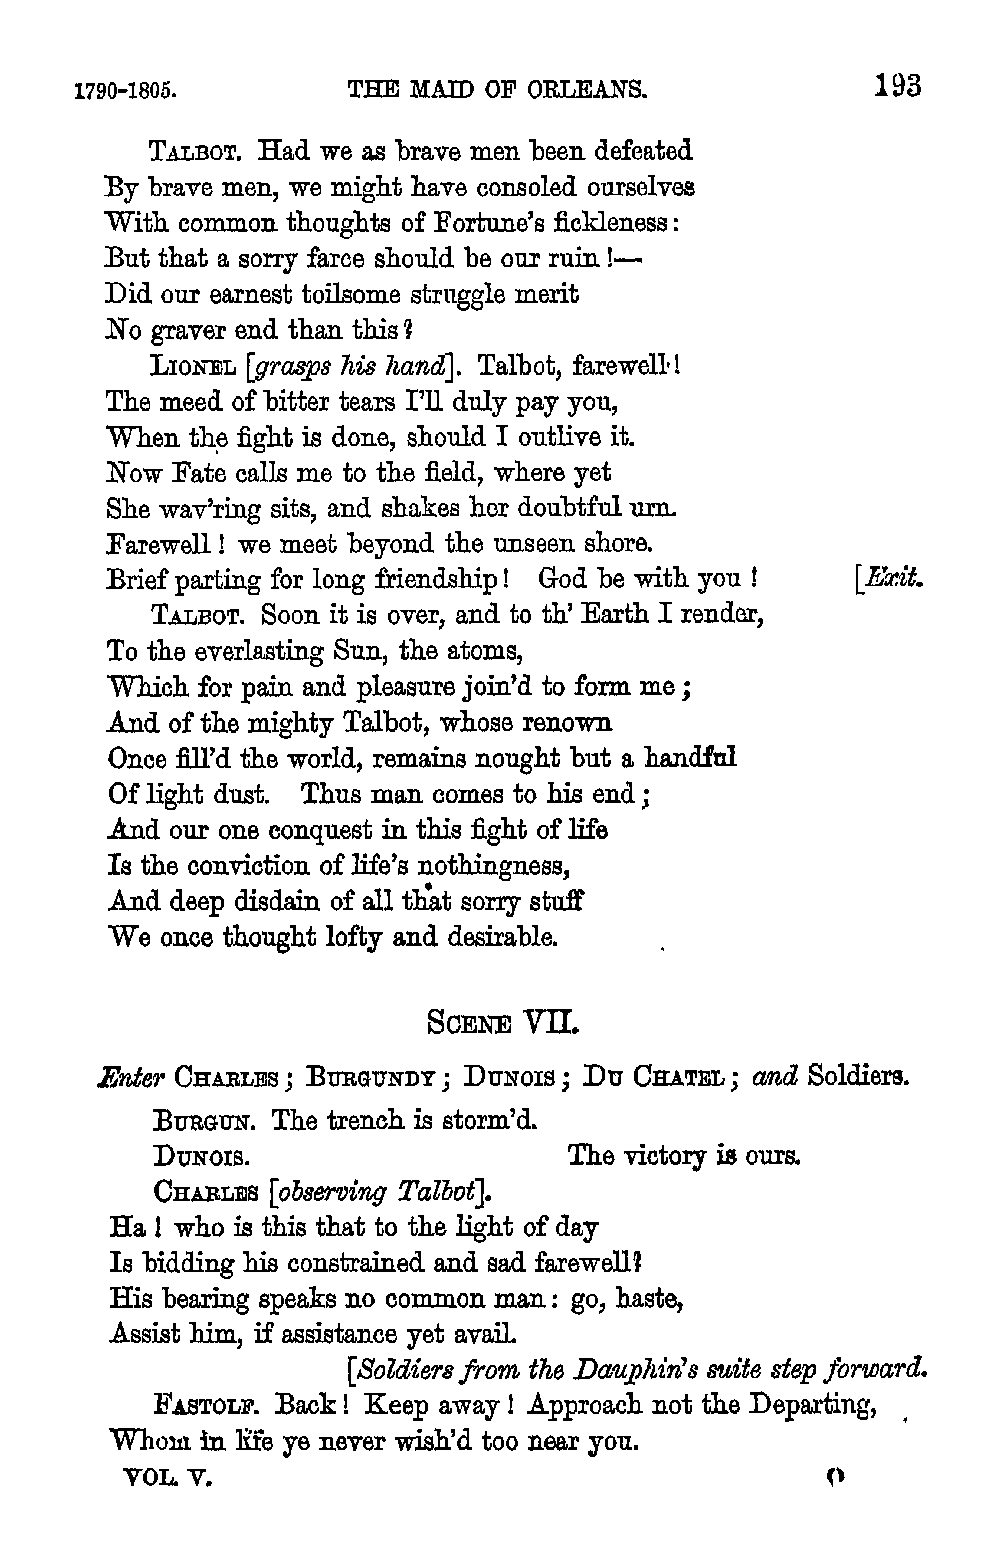 1790-1805. THE MAID OF ORLEANS. 193
TALBOT. Had we as brave men been defeated
By brave men, we might have consoled ourselves
With common thoughts of Fortune's fickleness:
But that a sorry farce should be our ruin!—
Did our earnest toilsome struggle merit
No graver end than this?
LIONEL [grasps his hand]. Talbot, farewell!
The meed of bitter tears I'll duly pay you,
When the fight is done, should I outlive it.
Now Fate calls me to the field, where yet
She wav'ring sits, and shakes her doubtful urn.
Farewell! we meet beyond the unseen shore.
Brief parting for long friendship! God be with you! [Exit.
TALBOT. Soon it is over, and to th' Earth I render,
To the everlasting Sun, the atoms,
Which for pain and pleasure join'd to form me;
And of the mighty Talbot, whose renown
Once fill'd the world, remains nought but a handful
Of light dust. Thus man comes to his end;
And our one conquest in this fight of life
Is the conviction of life's nothingness,
And deep disdain of all that sorry stuff
We once thought lofty and desirable.
SCENE VII.
Enter CHARLES; BURGUNDY; DUNOIS; DU CHATEL; and Soldiers.
BURGUN. The trench is storm'd.
DUNOIS. The victory is ours.
CHARLES [observing Talbot].
Ha! who is this that to the light of day
Is bidding his constrained and sad farewell?
His bearing speaks no common man: go, haste,
Assist him, if assistance yet avail.
[Soldiers from the Dauphin's suite step forward.
FASTOLF. Back! Keep away! Approach not the Departing,
Whom in life ye never wish'd too near you.
VOL. V. O